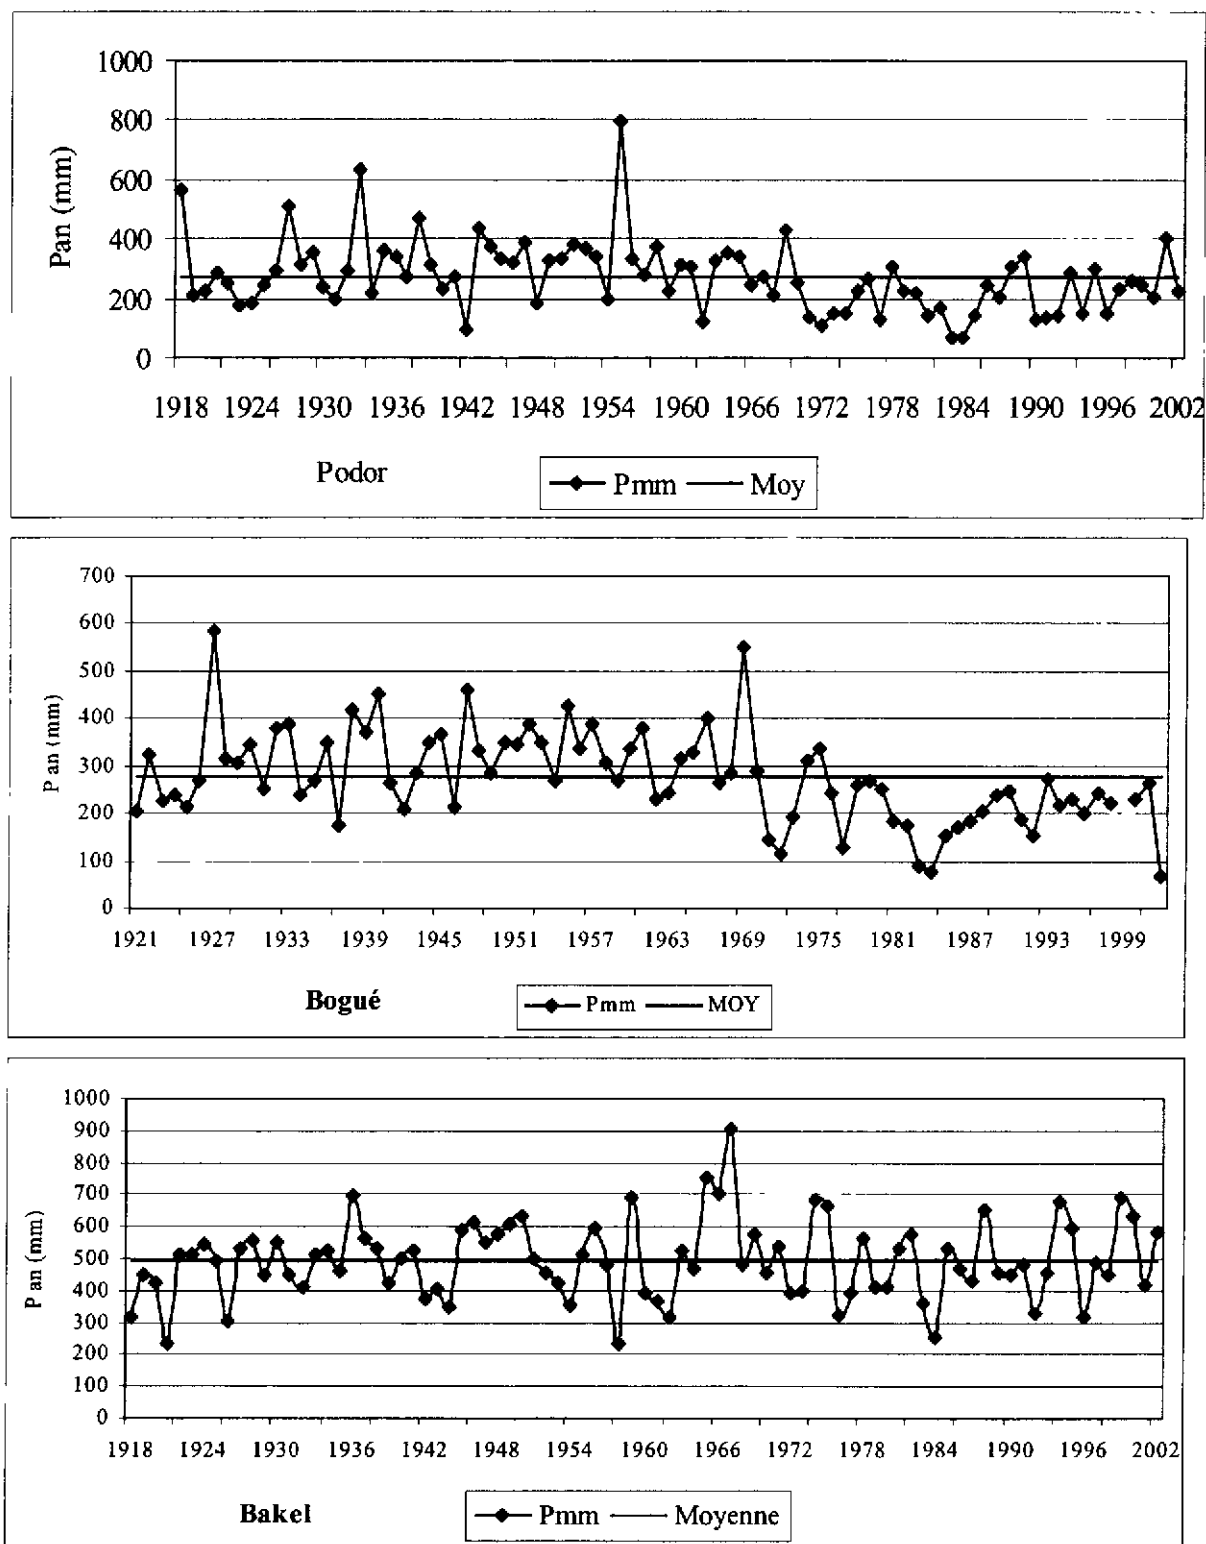 Pan (mm)
1000
800
600
400
200
0
1918 1924 1930 1936 1942 1948 1954 1960 1966 1972 1978 1984 1990 1996 2002
Podor
Pmm Moy
P an (mm)
700
600
500
400
300
200
100
0
1921 1927 1933 1939 1945 1951 1957 1963 1969 1975 1981 1987 1993 1999
Bogué
Pmm MOY
P an (mm)
1000
900
800
700
600
500
400
300
200
100
0
1918 1924 1930 1936 1942 1948 1954 1960 1966 1972 1978 1984 1990 1996 2002
Bakel
Pmm Moyenne